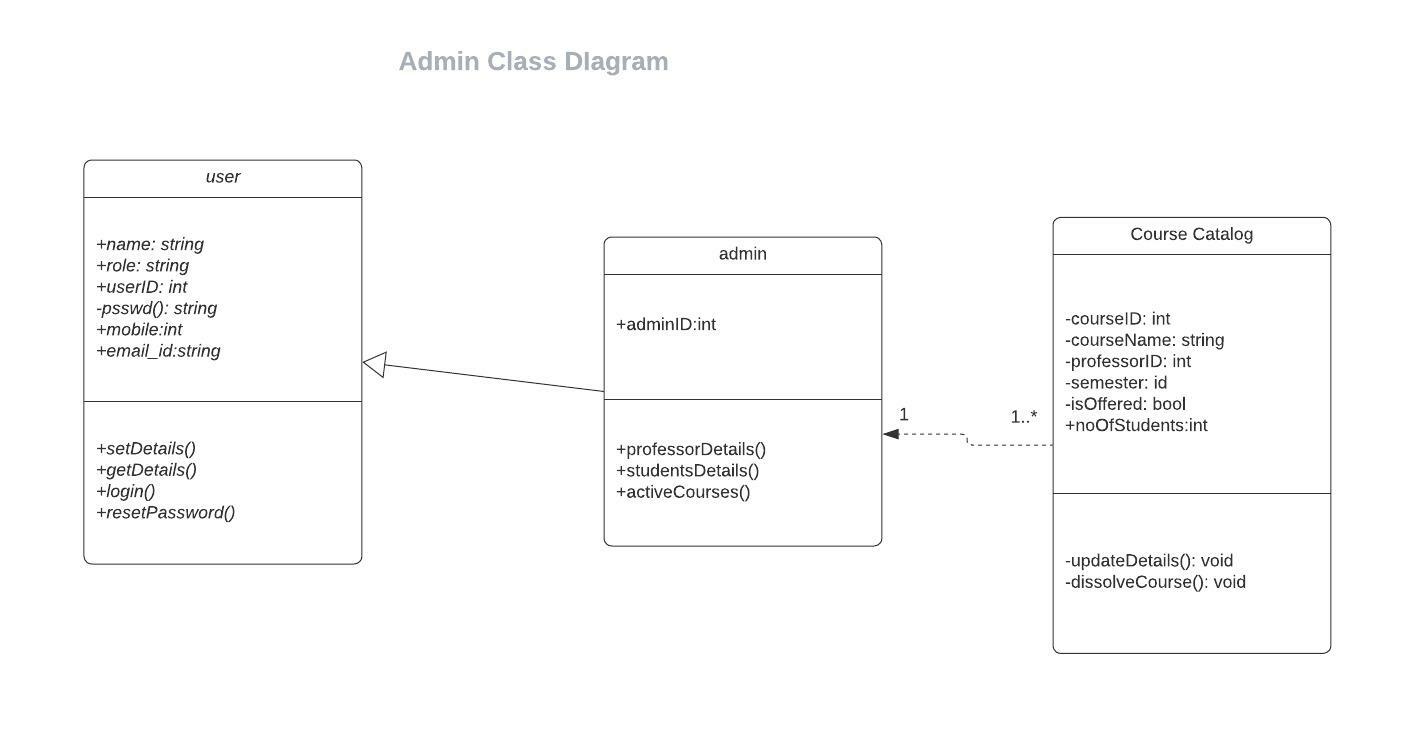 Admin Class DIagram
user
+name: string
+role: string
+userID: int
-psswd(): string
+mobile:int
+email_id:string
+setDetails()
+getDetails()
+login()
+resetPassword()
admin
+adminID:int
+professorDetails()
+studentsDetails()
+activeCourses()
1
1..*
Course Catalog
-courseID: int
-courseName: string
-professorID: int
-semester: id
-isOffered: bool
+noOfStudents:int
-updateDetails(): void
-dissolveCourse(): void